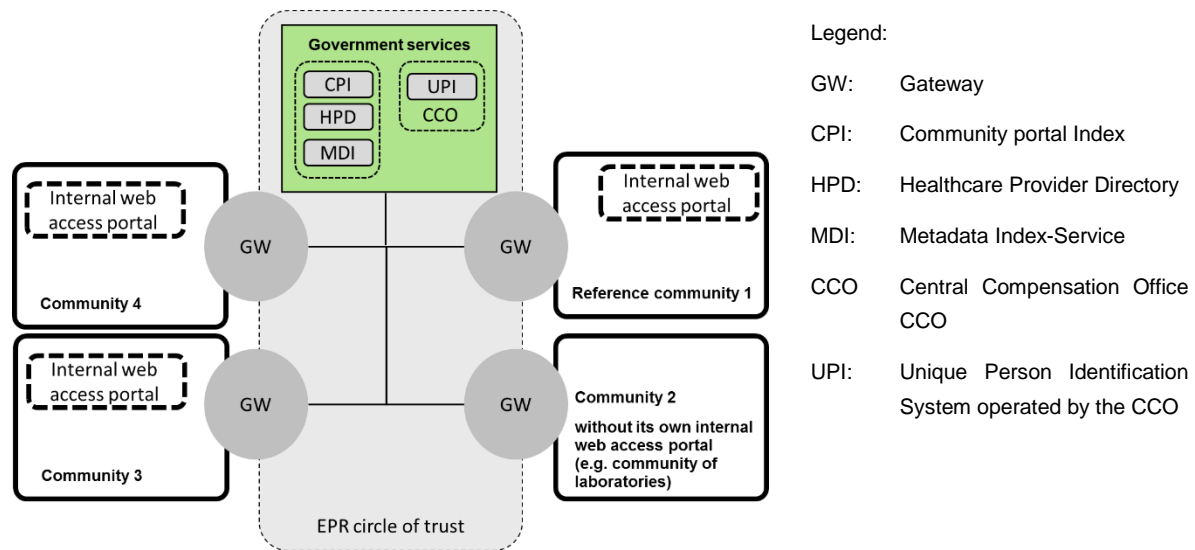 Government services
CPI
HPD
MDI
UPI
CCO
Internal web
access portal
GW
Community 4
Internal web
access portal
GW
Reference community 1
Internal web
access portal
GW
Community 3
GW
Community 2
without its own internal
web access portal
(e.g. community of
laboratories)
EPR circle of trust
Legend:
GW: Gateway
CPI: Community portal Index
HPD: Healthcare Provider Directory
MDI: Metadata Index-Service
CCO Central Compensation Office
CCO
UPI: Unique Person Identification
System operated by the CCO